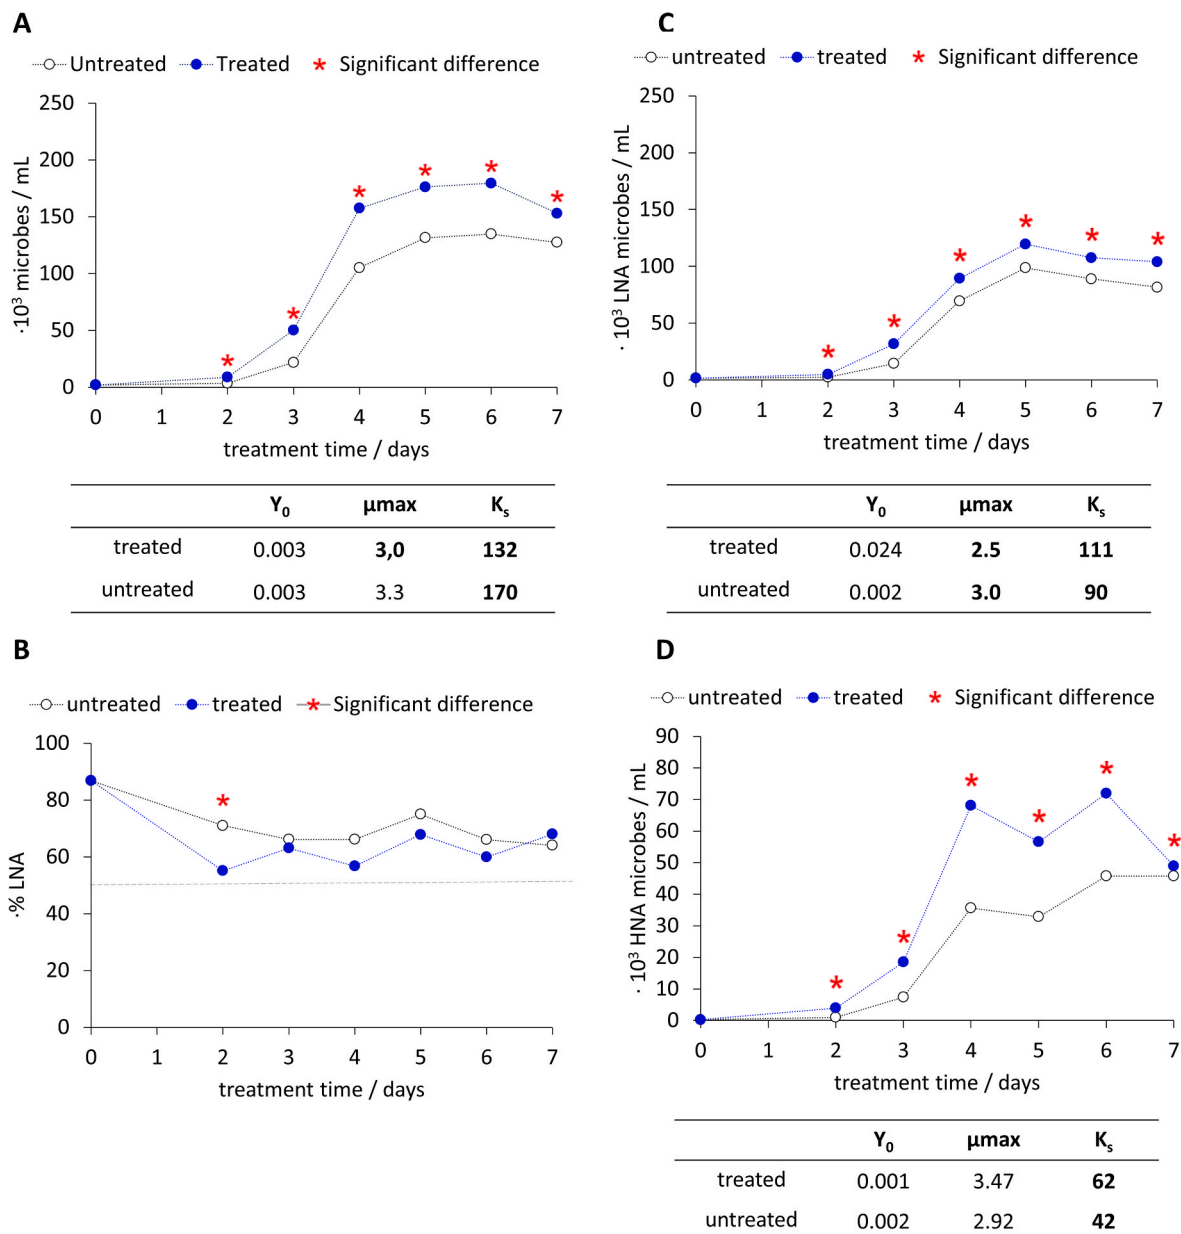 A
Untreated Treated * Significant difference
·10³ microbes / mL
250
200
150
100
50
0
0 1 2 3 4 5 6 7
treatment time / days
Y₀ µmax Kₛ
treated 0.003 3,0 132
untreated 0.003 3.3 170
C
untreated treated * Significant difference
· 10³ LNA microbes / mL
250
200
150
100
50
0
0 1 2 3 4 5 6 7
treatment time / days
Y₀ µmax Kₛ
treated 0.024 2.5 111
untreated 0.002 3.0 90
B
untreated treated * Significant difference
·% LNA
100
80
60
40
20
0
0 1 2 3 4 5 6 7
treatment time / days
D
untreated treated * Significant difference
· 10³ HNA microbes / mL
90
80
70
60
50
40
30
20
10
0
0 1 2 3 4 5 6 7
treatment time / days
Y₀ µmax Kₛ
treated 0.001 3.47 62
untreated 0.002 2.92 42